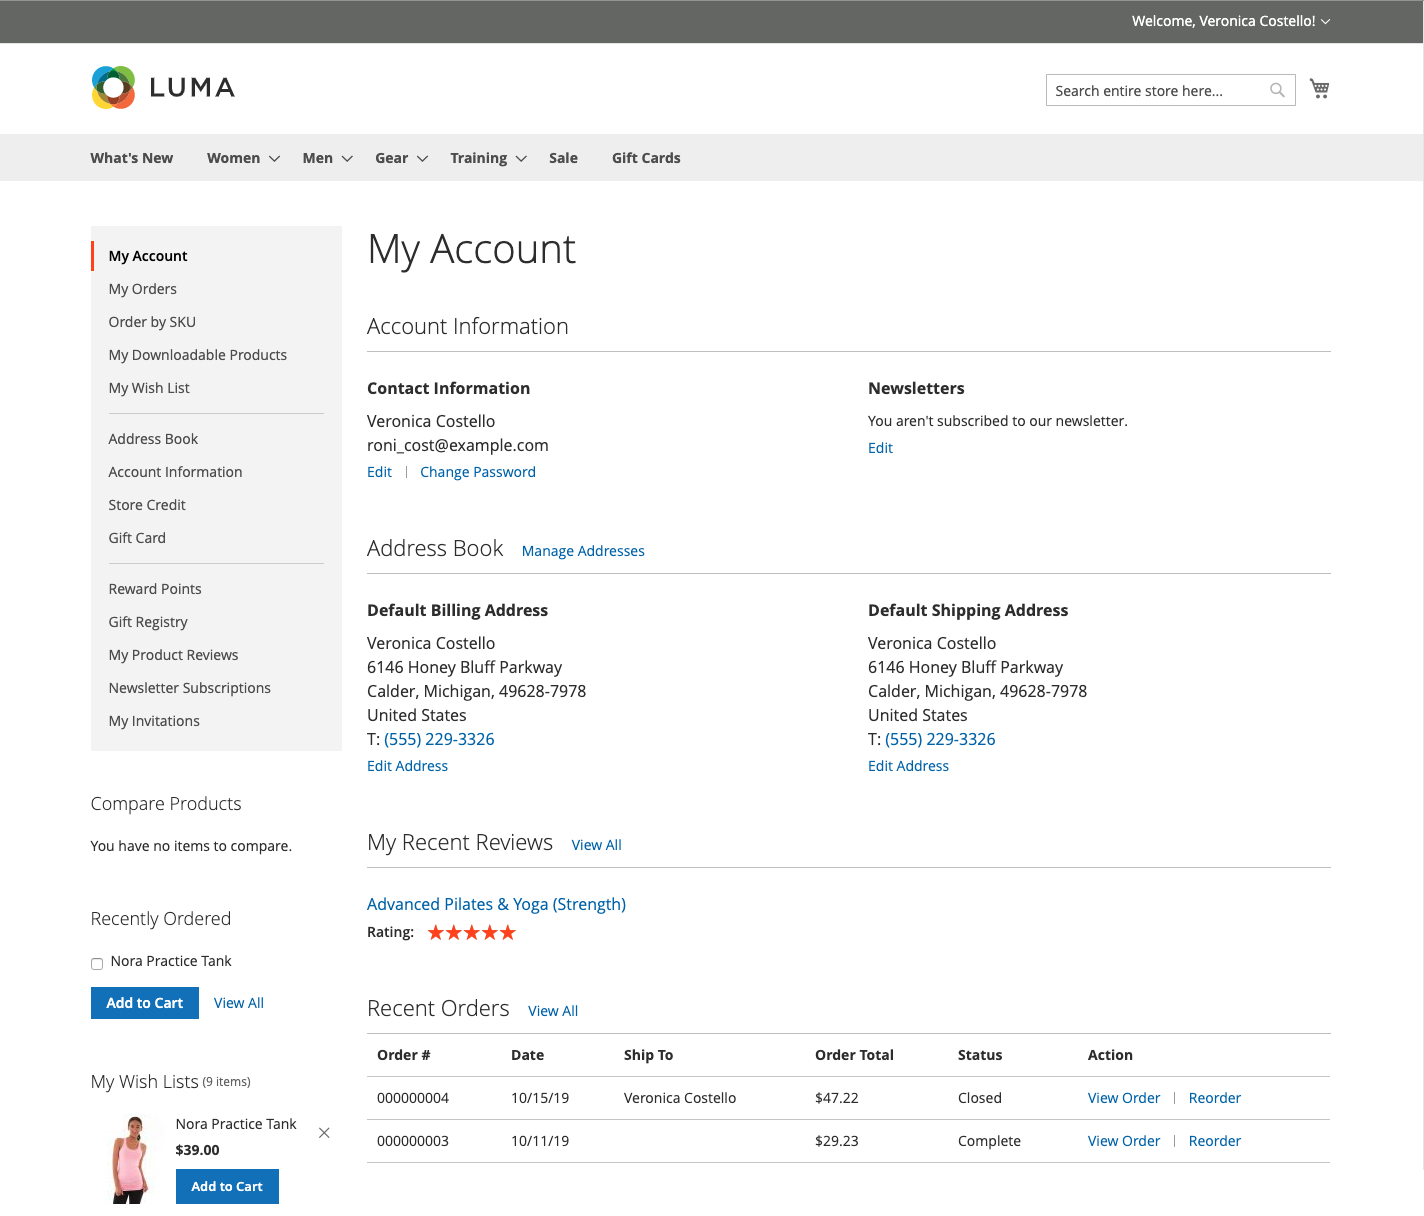 Welcome, Veronica Costello!
LUMA
Search entire store here...
What's New Women Men Gear Training Sale Gift Cards
My Account
My Orders
Order by SKU
My Downloadable Products
My Wish List
Address Book
Account Information
Store Credit
Gift Card
Reward Points
Gift Registry
My Product Reviews
Newsletter Subscriptions
My Invitations
Compare Products
You have no items to compare.
Recently Ordered
Nora Practice Tank
Add to Cart View All
My Wish Lists (9 items)
Nora Practice Tank
$39.00
Add to Cart
My Account
Account Information
Contact Information
Veronica Costello
roni_cost@example.com
Edit | Change Password
Newsletters
You aren't subscribed to our newsletter.
Edit
Address Book Manage Addresses
Default Billing Address
Veronica Costello
6146 Honey Bluff Parkway
Calder, Michigan, 49628-7978
United States
T: (555) 229-3326
Edit Address
Default Shipping Address
Veronica Costello
6146 Honey Bluff Parkway
Calder, Michigan, 49628-7978
United States
T: (555) 229-3326
Edit Address
My Recent Reviews View All
Advanced Pilates & Yoga (Strength)
Rating:
Recent Orders View All
Order # Date Ship To Order Total Status Action
000000004 10/15/19 Veronica Costello $47.22 Closed View Order | Reorder
000000003 10/11/19 $29.23 Complete View Order | Reorder